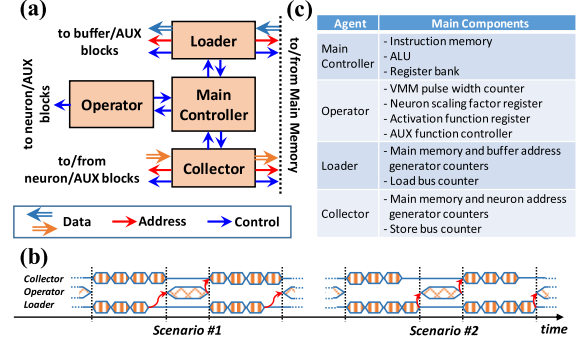 (a)
to buffer/AUX
blocks
Loader
to neuron/AUX
blocks
Operator
Main
Controller
to/from Main Memory
to/from
neuron/AUX blocks
Collector
Data
Address
Control
(c)
Agent Main Components
Main
Controller
- Instruction memory
- ALU
- Register bank
Operator
- VMM pulse width counter
- Neuron scaling factor register
- Activation function register
- AUX function controller
Loader
- Main memory and buffer address
generator counters
- Load bus counter
Collector
- Main memory and neuron address
generator counters
- Store bus counter
(b)
Collector
Operator
Loader
Scenario #1
Scenario #2
time